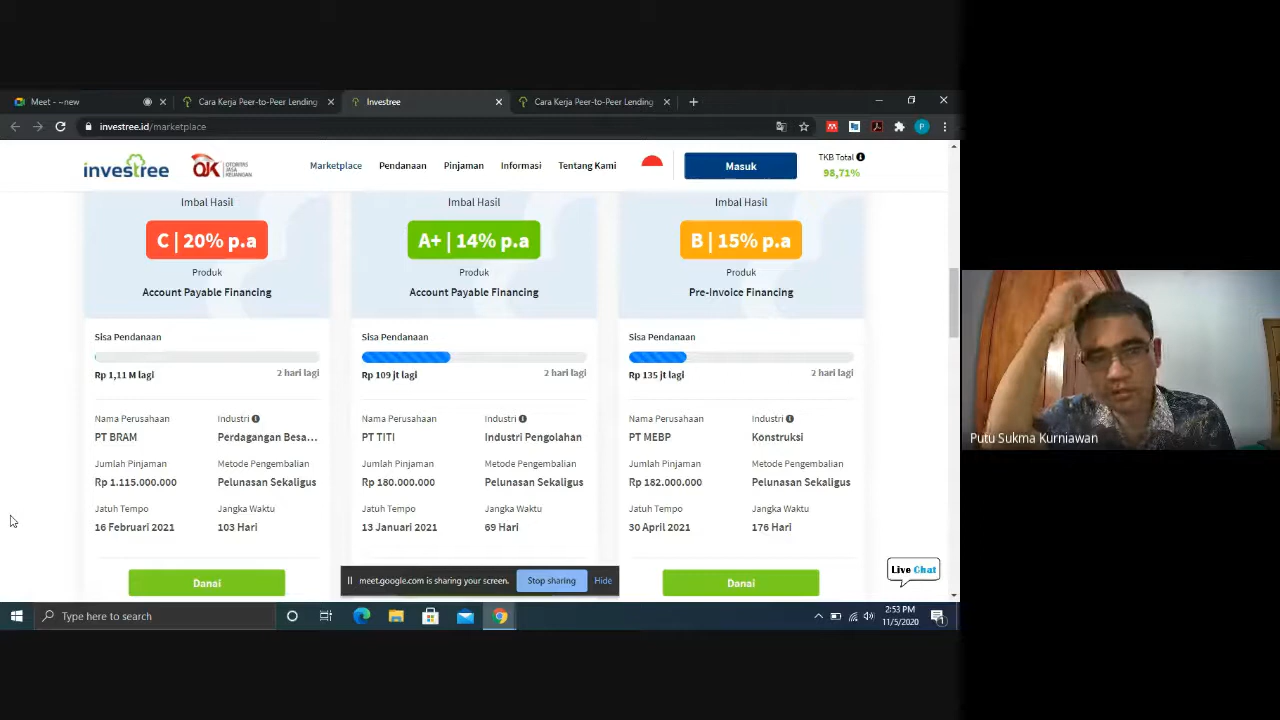 Meet - ~new
Cara Kerja Peer-to-Peer Lending
Investree
Cara Kerja Peer-to-Peer Lending
investree.id/marketplace
investree
OJK OTORITAS JASA KEUANGAN
Marketplace
Pendanaan
Pinjaman
Informasi
Tentang Kami
Masuk
TKB Total
98,71%
Imbal Hasil
C | 20% p.a
Produk
Account Payable Financing
Sisa Pendanaan
Rp 1,11 M lagi
2 hari lagi
Nama Perusahaan
Industri
PT BRAM
Perdagangan Besa...
Jumlah Pinjaman
Metode Pengembalian
Rp 1.115.000.000
Pelunasan Sekaligus
Jatuh Tempo
Jangka Waktu
16 Februari 2021
103 Hari
Danai
Imbal Hasil
A+ | 14% p.a
Produk
Account Payable Financing
Sisa Pendanaan
Rp 109 jt lagi
2 hari lagi
Nama Perusahaan
Industri
PT TITI
Industri Pengolahan
Jumlah Pinjaman
Metode Pengembalian
Rp 180.000.000
Pelunasan Sekaligus
Jatuh Tempo
Jangka Waktu
13 Januari 2021
69 Hari
Imbal Hasil
B | 15% p.a
Produk
Pre-Invoice Financing
Sisa Pendanaan
Rp 135 jt lagi
2 hari lagi
Nama Perusahaan
Industri
PT MEBP
Konstruksi
Jumlah Pinjaman
Metode Pengembalian
Rp 182.000.000
Pelunasan Sekaligus
Jatuh Tempo
Jangka Waktu
30 April 2021
176 Hari
Danai
Live Chat
meet.google.com is sharing your screen.
Stop sharing
Hide
Type here to search
2:53 PM
11/5/2020
Putu Sukma Kurniawan